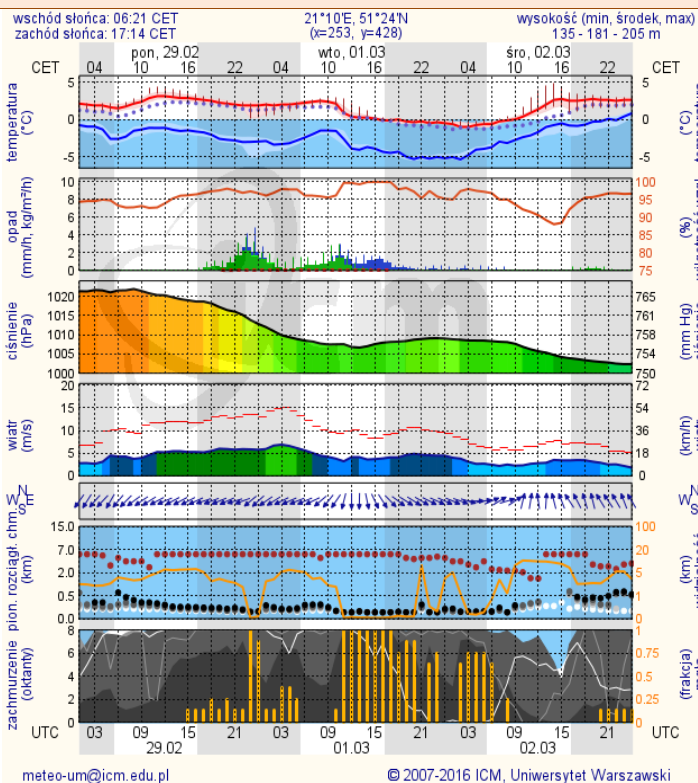 wschód słońca: 06:21 CET 21°10'E, 51°24'N wysokość (min, środek, max)
zachód słońca: 17:14 CET (x=253, y=428) 135 - 181 - 205 m
pon, 29.02 wto, 01.03 śro, 02.03
CET 04 10 16 22 04 10 16 22 04 10 16 22 CET
temperatura (°C)
5 5
0 0
-5 -5
opad (mm/h, kg/m²/h)
10 8 6 4 2
100 95 90 85 80 75
(%)
ciśnienie (hPa)
1020 1015 1010 1005 1000
765 761 758 754 750
(mm Hg)
wiatr (m/s)
20 15 10 5 0
72 54 36 18 0
(km/h)
N
W E
S
N
W
S
pion. rozciągł. chm. (km)
15.0 7.0 2.0 0.5 0.0
100 20 5 1 0
(km)
zachmurzenie (oktanty)
8 6 4 2 0
1 0.75 0.5 0.25 0
(frakcja)
UTC 03 09 15 21 03 09 15 21 03 09 15 21 UTC
29.02 01.03 02.03
meteo-um@icm.edu.pl © 2007-2016 ICM, Uniwersytet Warszawski